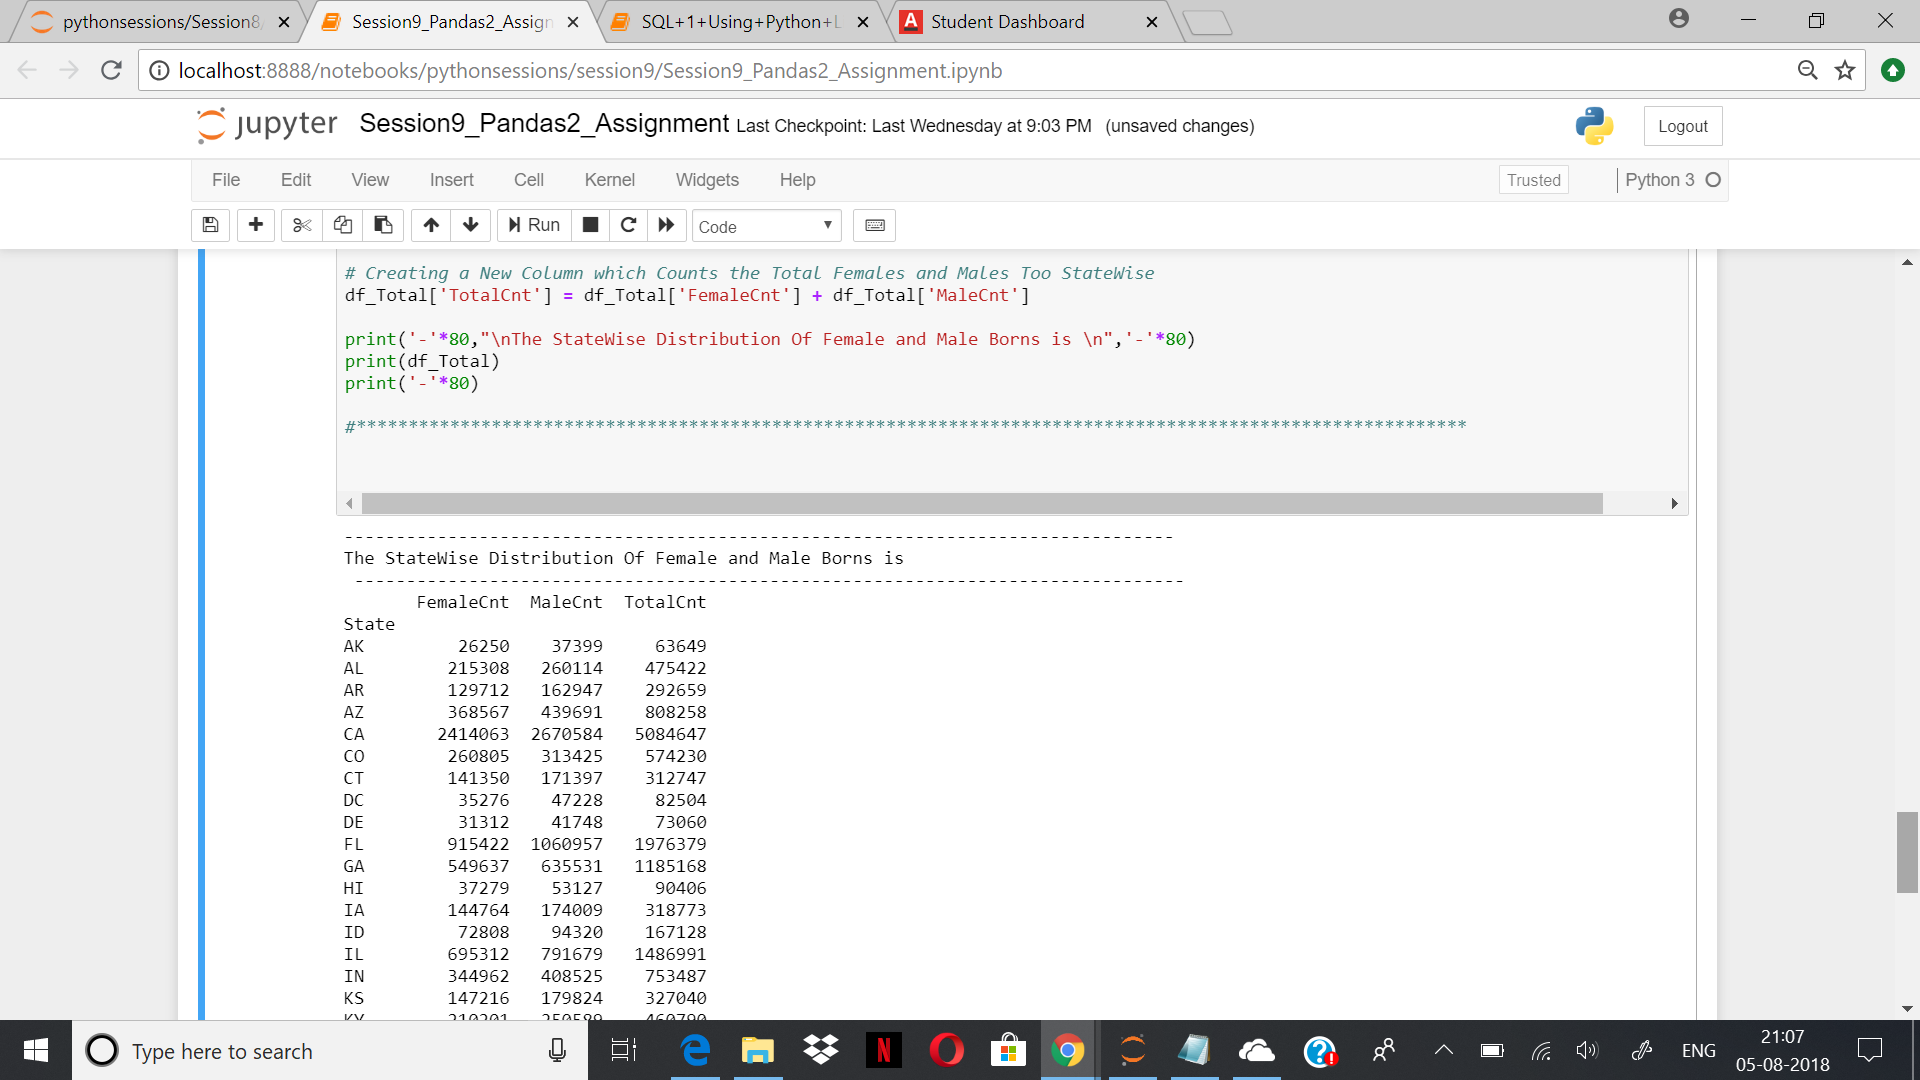 pythonsessions/Session8
Session9_Pandas2_Assign
SQL+1+Using+Python+L
A Student Dashboard
localhost:8888/notebooks/pythonsessions/session9/Session9_Pandas2_Assignment.ipynb
jupyter Session9_Pandas2_Assignment Last Checkpoint: Last Wednesday at 9:03 PM (unsaved changes)
Logout
File Edit View Insert Cell Kernel Widgets Help
Trusted
Python 3
Run
Code
# Creating a New Column which Counts the Total Females and Males Too StateWise
df_Total['TotalCnt'] = df_Total['FemaleCnt'] + df_Total['MaleCnt']
print('-'*80,"\nThe StateWise Distribution Of Female and Male Borns is \n",'-'*80)
print(df_Total)
print('-'*80)
#***********************************************************************************************************
--------------------------------------------------------------------------------
The StateWise Distribution Of Female and Male Borns is
--------------------------------------------------------------------------------
FemaleCnt MaleCnt TotalCnt
State
AK 26250 37399 63649
AL 215308 260114 475422
AR 129712 162947 292659
AZ 368567 439691 808258
CA 2414063 2670584 5084647
CO 260805 313425 574230
CT 141350 171397 312747
DC 35276 47228 82504
DE 31312 41748 73060
FL 915422 1060957 1976379
GA 549637 635531 1185168
HI 37279 53127 90406
IA 144764 174009 318773
ID 72808 94320 167128
IL 695312 791679 1486991
IN 344962 408525 753487
KS 147216 179824 327040
KY 210201 250589 460790
Type here to search
N
ENG
21:07
05-08-2018